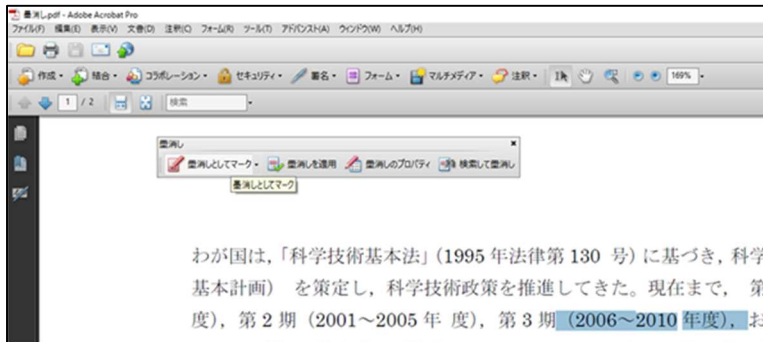 墨消し.pdf - Adobe Acrobat Pro
ファイル(F) 編集(E) 表示(V) 文書(D) 注釈(C) フォーム(R) ツール(T) アドバンスト(A) ウィンドウ(W) ヘルプ(H)
作成 結合 コラボレーション セキュリティ 署名 フォーム マルチメディア 注釈 169%
1 / 2 検索
墨消し
墨消しとしてマーク 墨消しを適用 墨消しのプロパティ 検索して墨消し
墨消しとしてマーク
わが国は，「科学技術基本法」（1995 年法律第 130 号）に基づき，科学
基本計画） を策定し，科学技術政策を推進してきた。現在まで， 第
度），第 2 期（2001～2005 年 度），第 3 期（2006～2010 年度），お